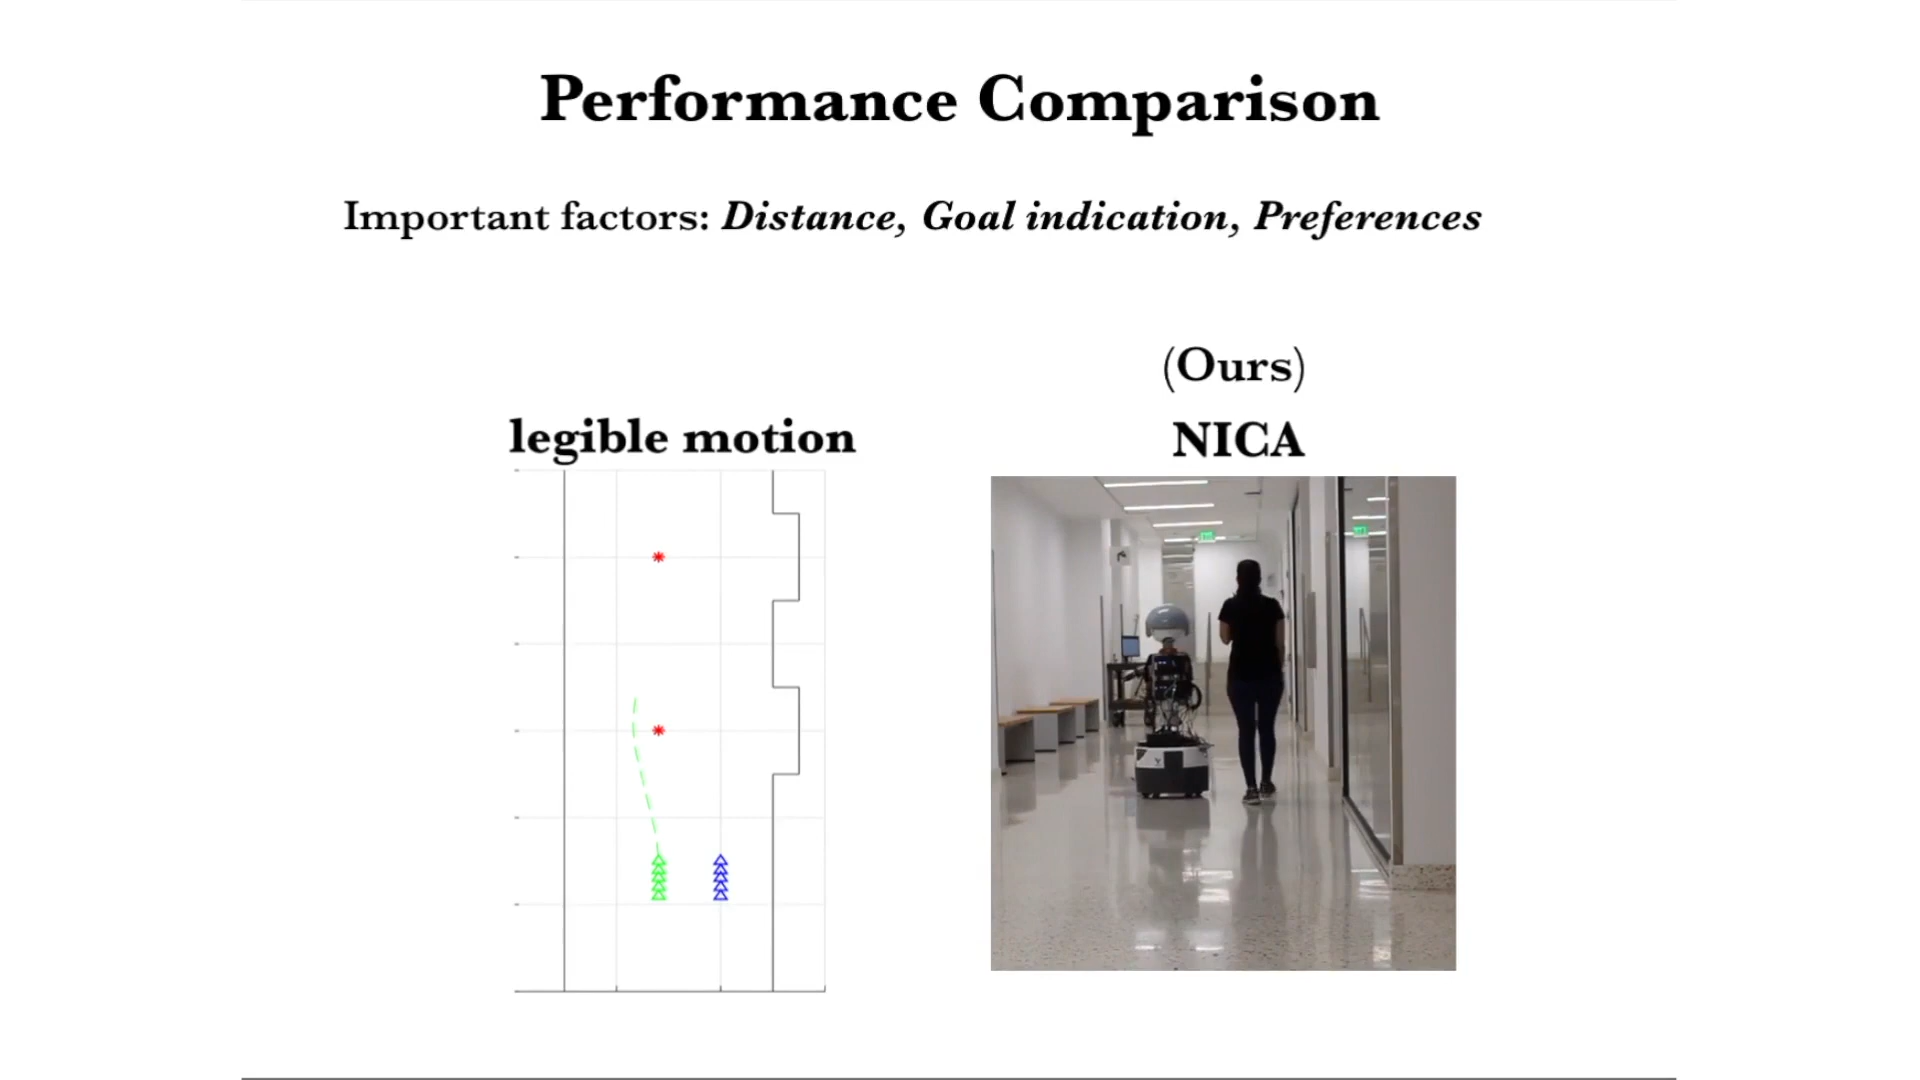 Performance Comparison
Important factors: Distance, Goal indication, Preferences
legible motion
(Ours)
NICA